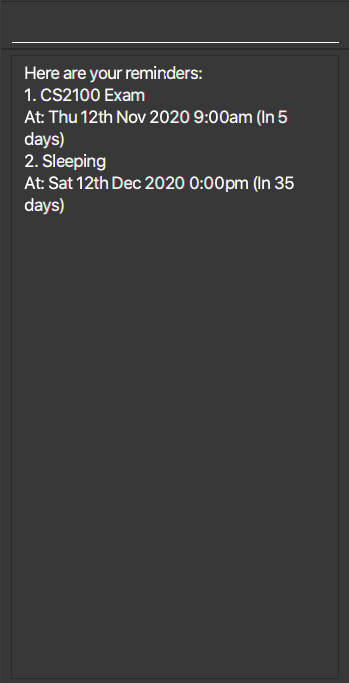 Here are your reminders:
1. CS2100 Exam
At: Thu 12th Nov 2020 9:00am (In 5
days)
2. Sleeping
At: Sat 12th Dec 2020 0:00pm (In 35
days)